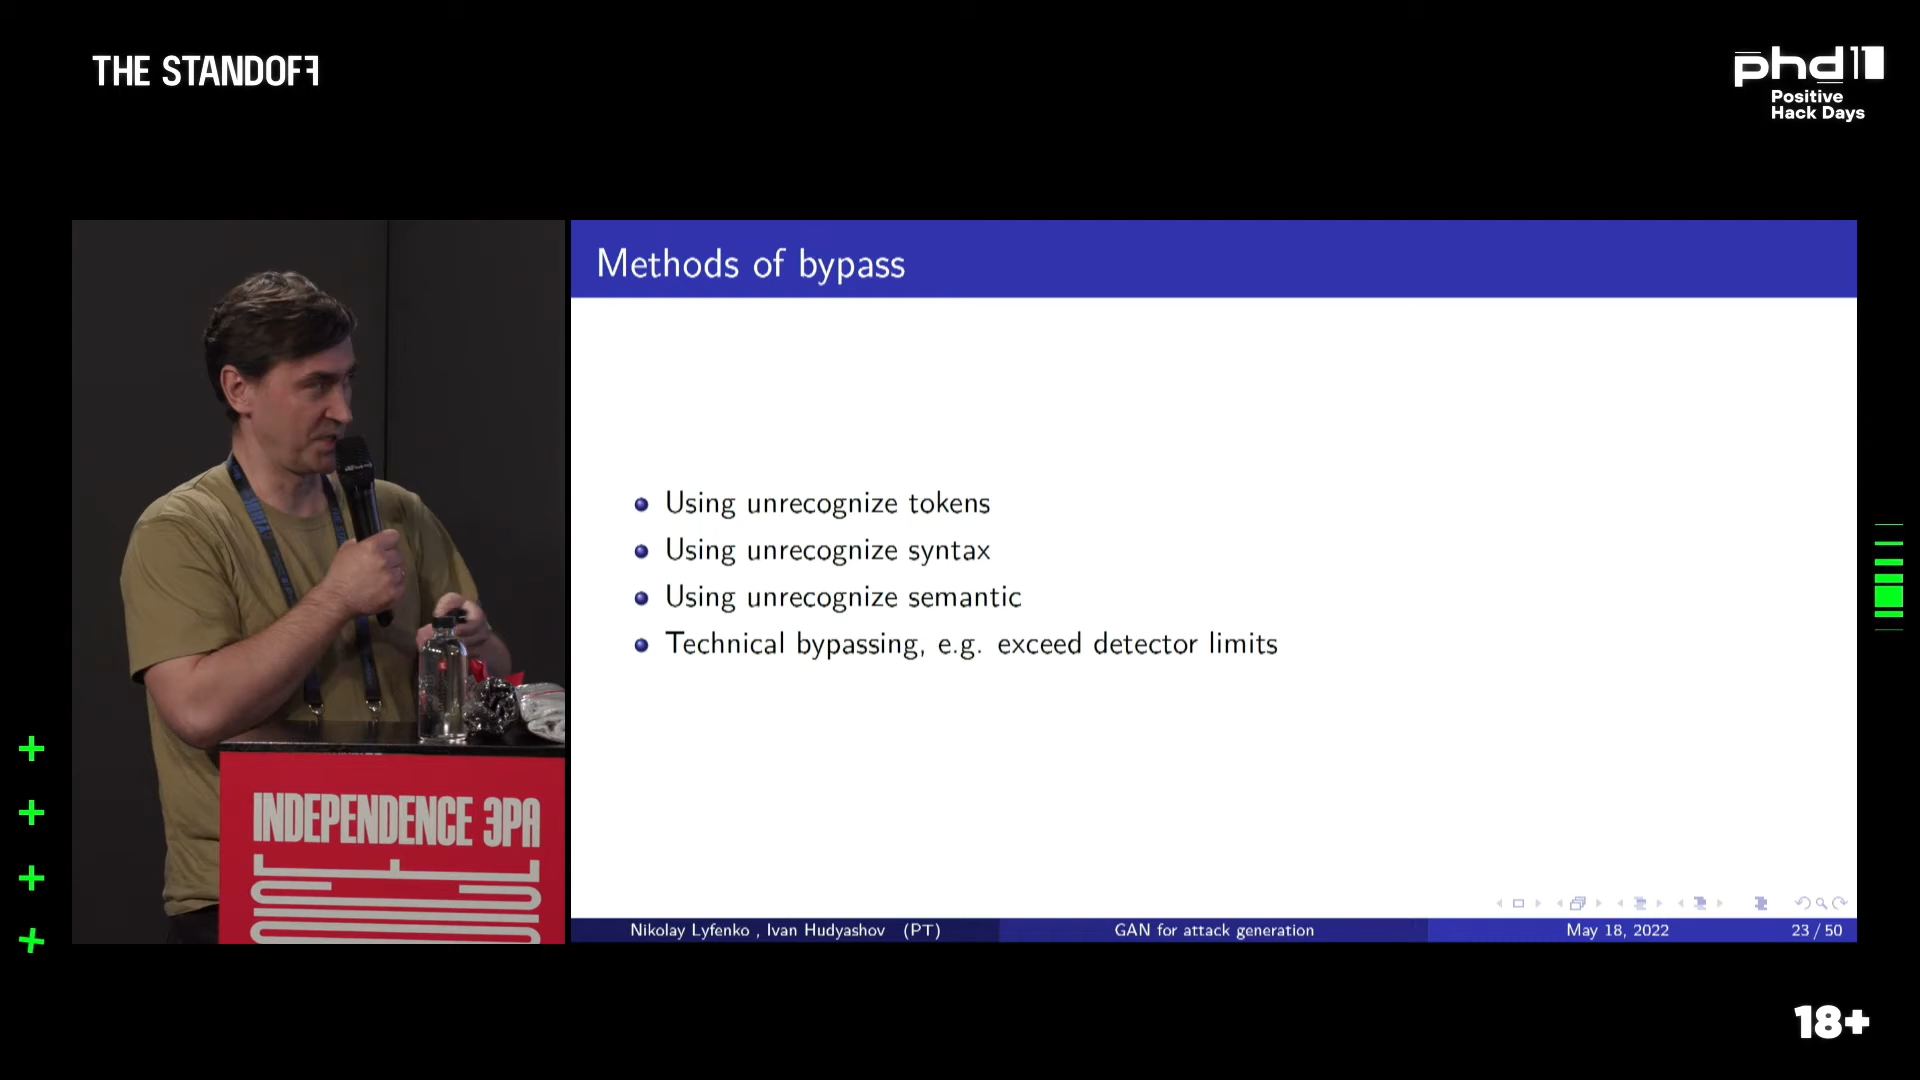 THE STANDOFF
phd11
Positive
Hack Days
Methods of bypass
Using unrecognize tokens
Using unrecognize syntax
Using unrecognize semantic
Technical bypassing, e.g. exceed detector limits
INDEPENDENCE ЭРА
Nikolay Lyfenko , Ivan Hudyashov (PT)
GAN for attack generation
May 18, 2022
23 / 50
18+